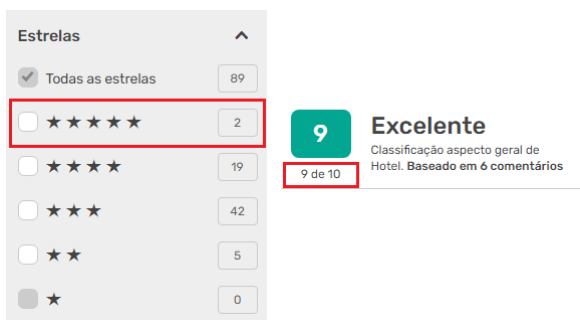 Estrelas
Todas as estrelas 89
★★★★★ 2
★★★★ 19
★★★ 42
★★ 5
★ 0
9 Excelente
Classificação aspecto geral de
9 de 10 Hotel. Baseado em 6 comentários